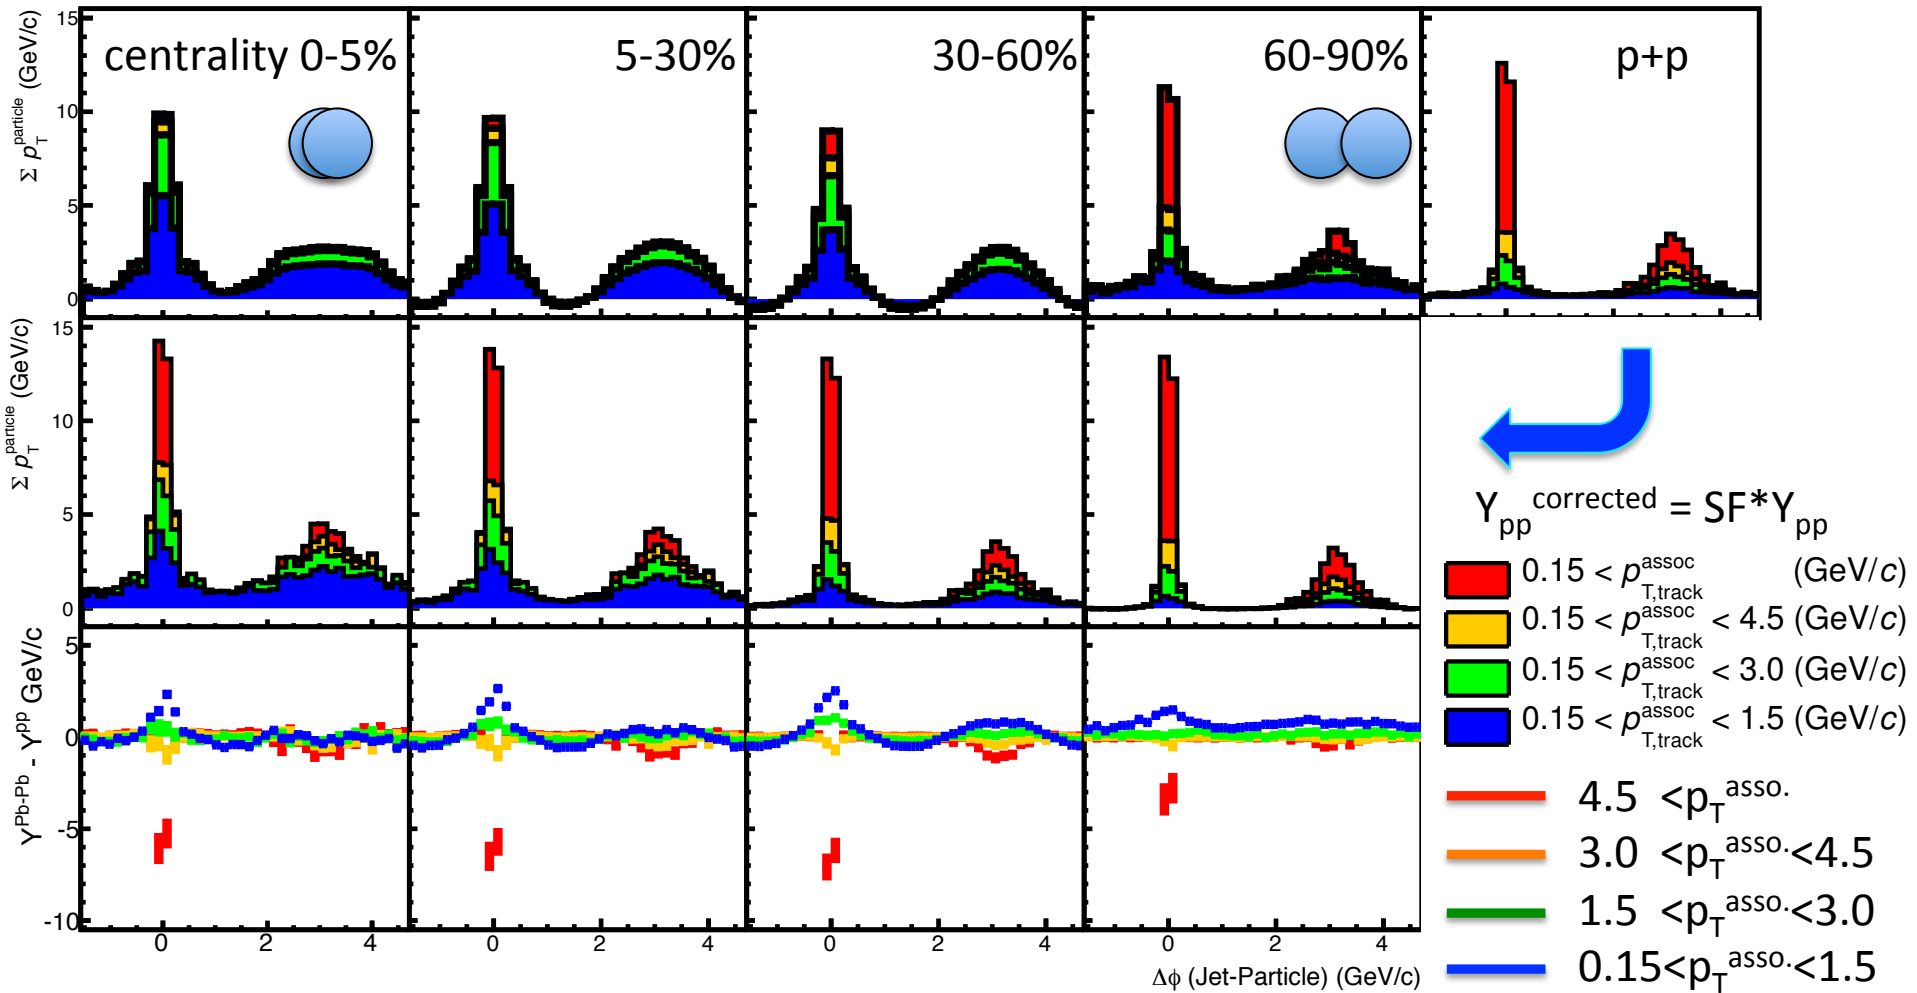 centrality 0-5%
5-30%
30-60%
60-90%
p+p
Σ p_T^particle (GeV/c)
15
10
5
0
Σ p_T^particle (GeV/c)
15
10
5
0
Y_pp^corrected = SF*Y_pp
0.15 < p_T,track^assoc (GeV/c)
0.15 < p_T,track^assoc < 4.5 (GeV/c)
0.15 < p_T,track^assoc < 3.0 (GeV/c)
0.15 < p_T,track^assoc < 1.5 (GeV/c)
Y^Pb-Pb - Y^pp GeV/c
5
0
-5
-10
4.5 <p_T^asso.
3.0 <p_T^asso.<4.5
1.5 <p_T^asso.<3.0
0.15<p_T^asso.<1.5
0 2 4 0 2 4 0 2 4 0 2 4
Δϕ (Jet-Particle) (GeV/c)